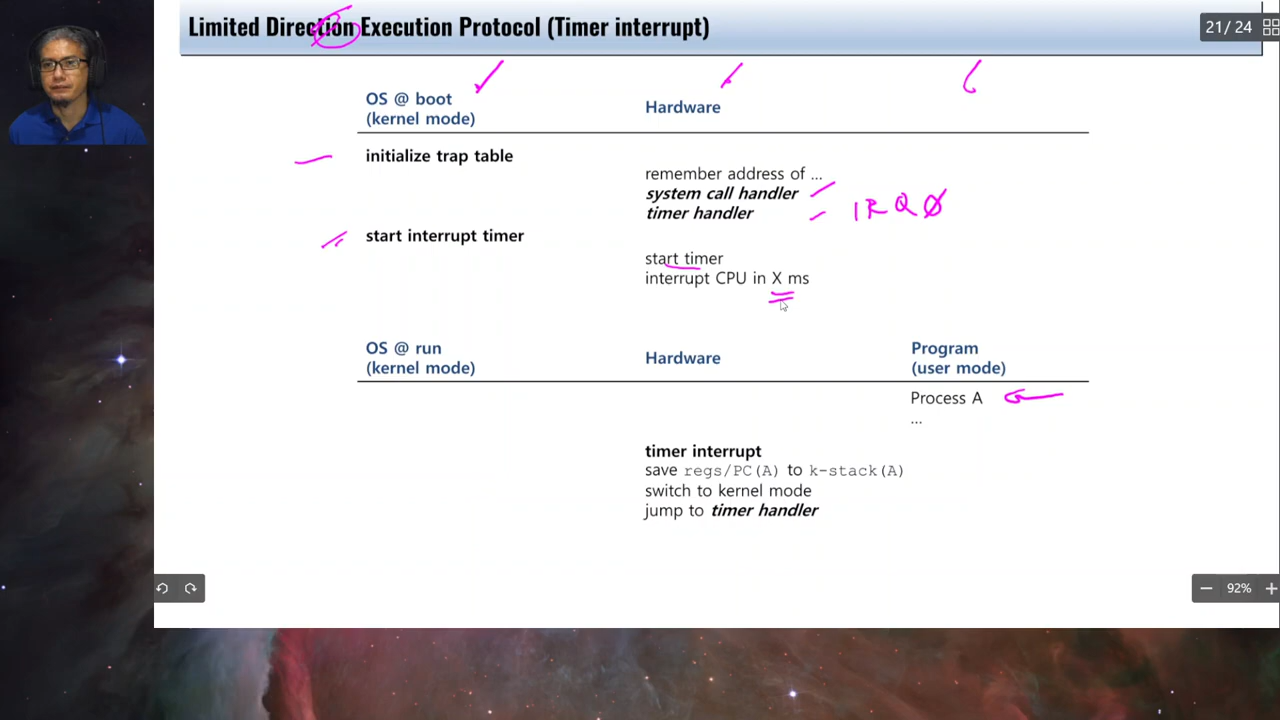 Limited Direction Execution Protocol (Timer interrupt)
21 / 24
OS @ boot
(kernel mode)
Hardware
initialize trap table
remember address of ...
system call handler
timer handler
IRQ0
start interrupt timer
start timer
interrupt CPU in X ms
OS @ run
(kernel mode)
Hardware
Program
(user mode)
Process A
...
timer interrupt
save regs/PC(A) to k-stack(A)
switch to kernel mode
jump to timer handler
92%